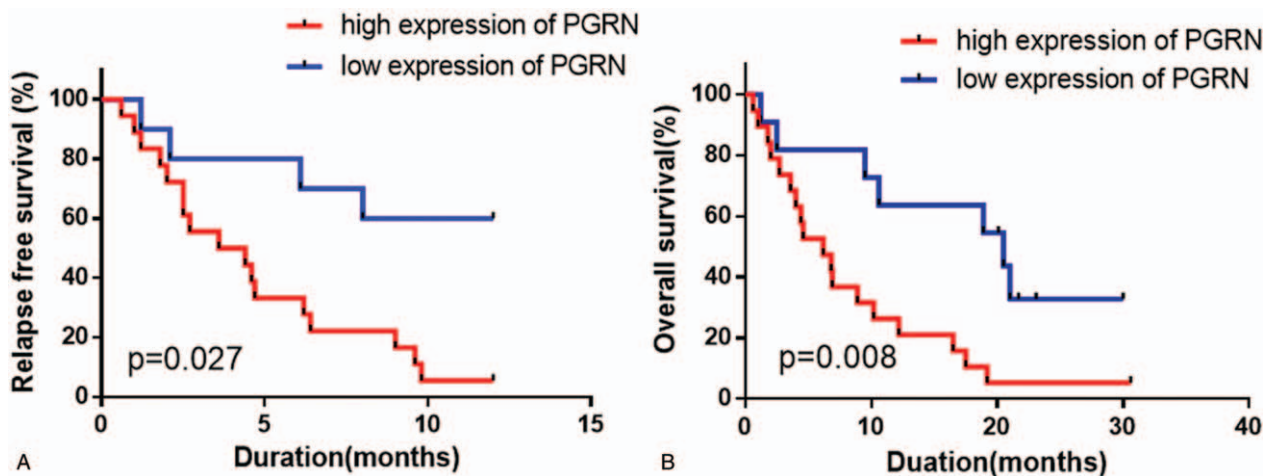 high expression of PGRN
low expression of PGRN
Relapse free survival (%)
100
80
60
40
20
0
p=0.027
0
5
10
15
Duration(months)
A
high expression of PGRN
low expression of PGRN
Overall survival(%)
100
80
60
40
20
0
p=0.008
0
10
20
30
40
Duation(months)
B